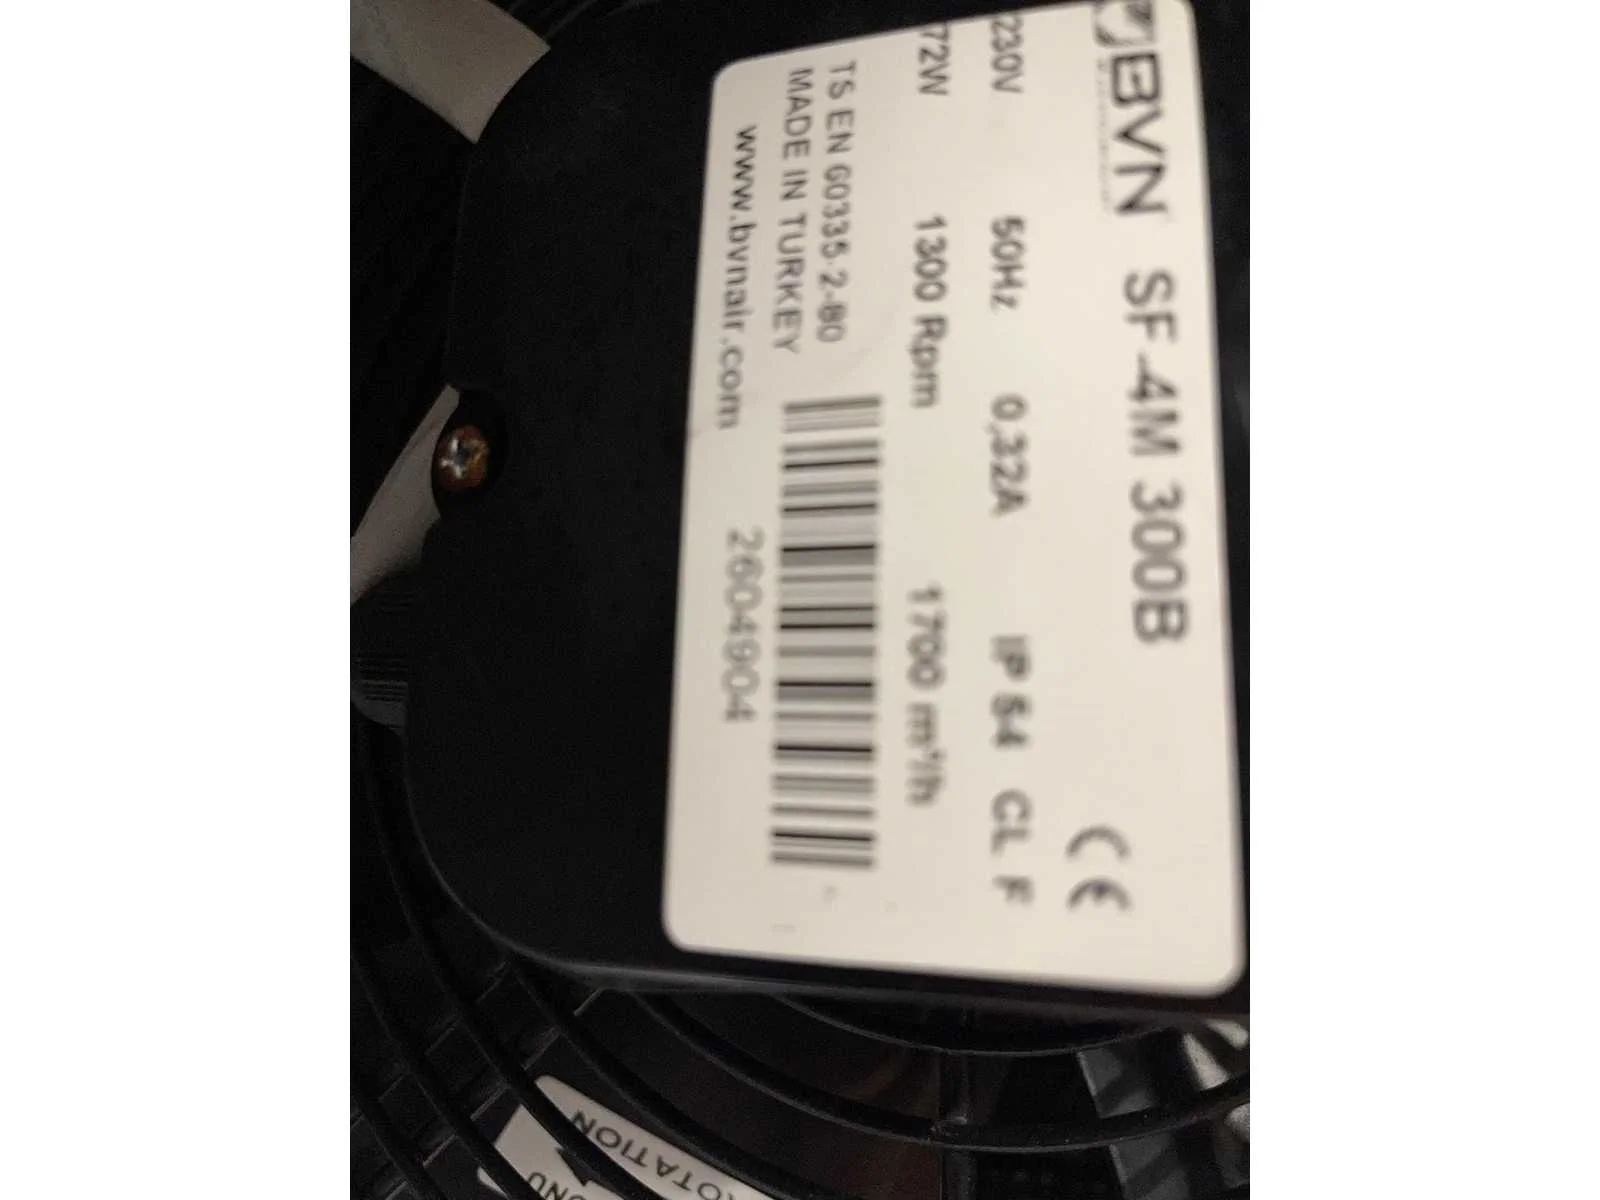 BVN SF-4M 300B
CE
230V 50Hz 0,32A IP 54 CL F
72W 1300 Rpm 1700 m³/h
TS EN 60335-2-80
MADE IN TURKEY
www.bvnair.com 2604904
ROTATION